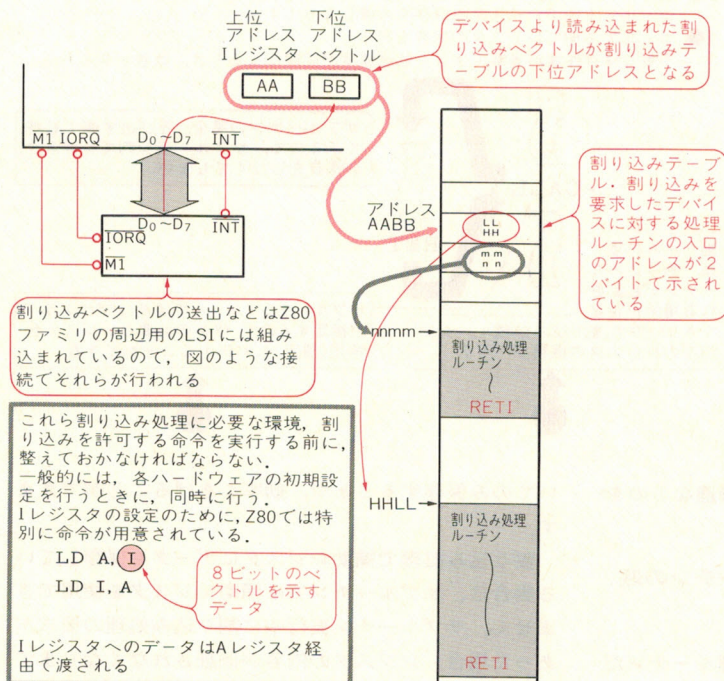 上位
アドレス
Iレジスタ
下位
アドレス
ベクトル
AA
BB
デバイスより読み込まれた割
り込みベクトルが割り込みテ
ーブルの下位アドレスとなる
M1 IORQ D0~D7 INT
D0~D7
IORQ
INT
M1
アドレス
AABB
LL
HH
mm
nn
割り込みテーブ
ル．割り込みを
要求したデバイ
スに対する処理
ルーチンの入口
のアドレスが2
バイトで示され
ている
割り込みベクトルの送出などはZ80
ファミリの周辺用のLSIには組み
込まれているので，図のような接
続でそれらが行われる
nnmm
割り込み処理
ルーチン
RETI
これら割り込み処理に必要な環境，割
り込みを許可する命令を実行する前に，
整えておかなければならない．
一般的には，各ハードウェアの初期設
定を行うときに，同時に行う．
Iレジスタの設定のために，Z80では特
別に命令が用意されている．
LD A, I
LD I, A
8ビットのベ
クトルを示す
データ
IレジスタへのデータはAレジスタ経
由で渡される
HHLL
割り込み処理
ルーチン
RETI